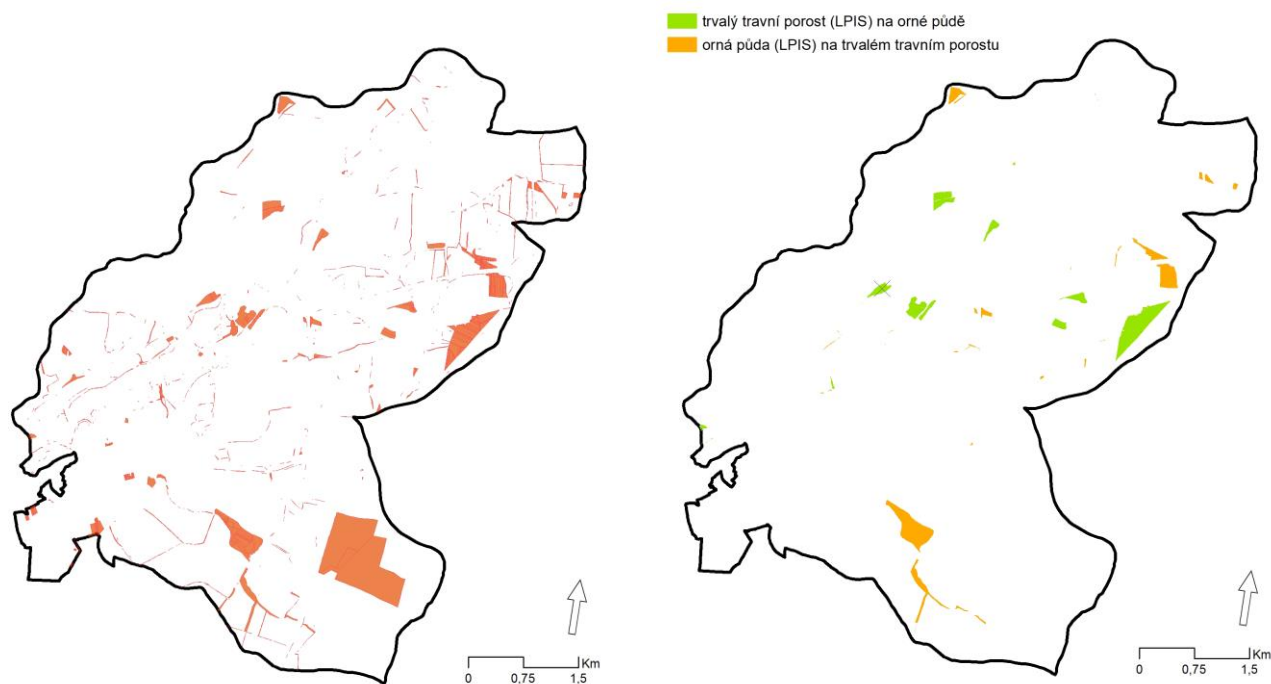 trvalý travní porost (LPIS) na orné půdě
orná půda (LPIS) na trvalém travním porostu
Km
0 0,75 1,5
Km
0 0,75 1,5